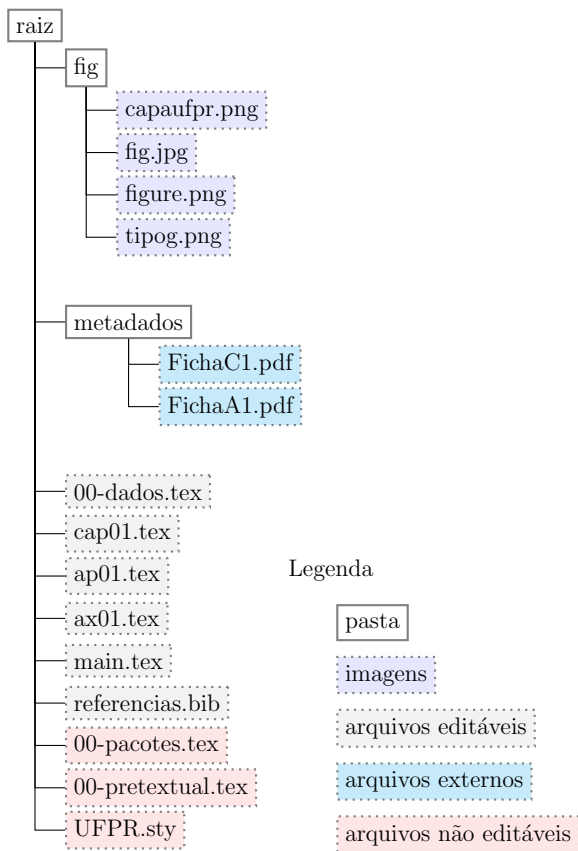 raiz
fig
capaufpr.png
fig.jpg
figure.png
tipog.png
metadados
FichaC1.pdf
FichaA1.pdf
00-dados.tex
cap01.tex
ap01.tex
ax01.tex
main.tex
referencias.bib
00-pacotes.tex
00-pretextual.tex
UFPR.sty
Legenda
pasta
imagens
arquivos editáveis
arquivos externos
arquivos não editáveis